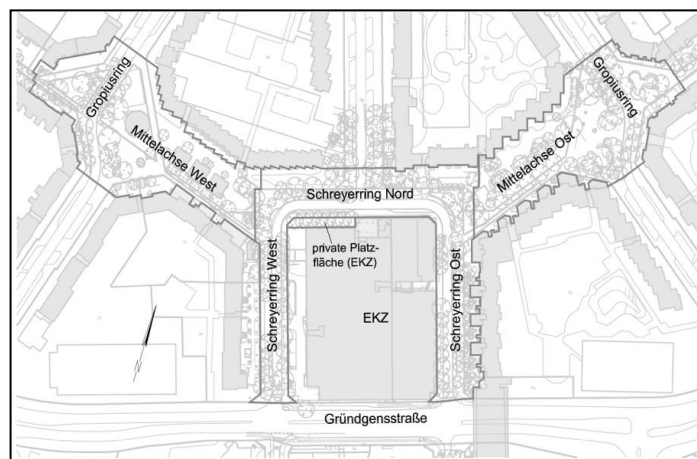 Gropiusring
Gropiusring
Mittelachse West
Mittelachse Ost
Schreyerring Nord
private Platz-
fläche (EKZ)
Schreyerring West
EKZ
Schreyerring Ost
N
Gründgensstraße